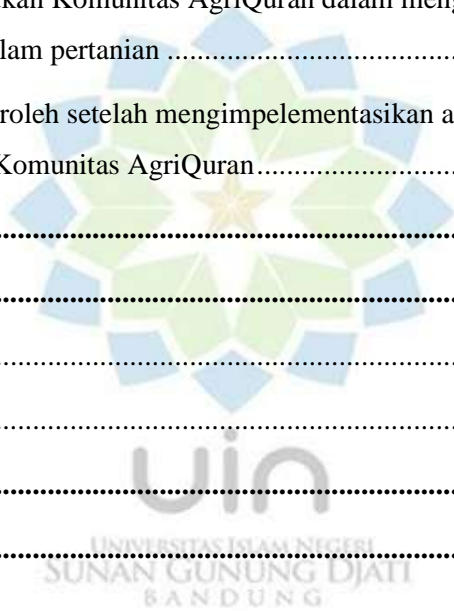 kan Komunitas AgriQuran dalam meng
lam pertanian ........................................
roleh setelah mengimpelementasikan a
Komunitas AgriQuran...........................
................................................................
................................................................
................................................................
................................................................
uin
................................................................
UNIVERSITAS ISLAM NEGERI
................................................................
SUNAN GUNUNG DJATI
BANDUNG